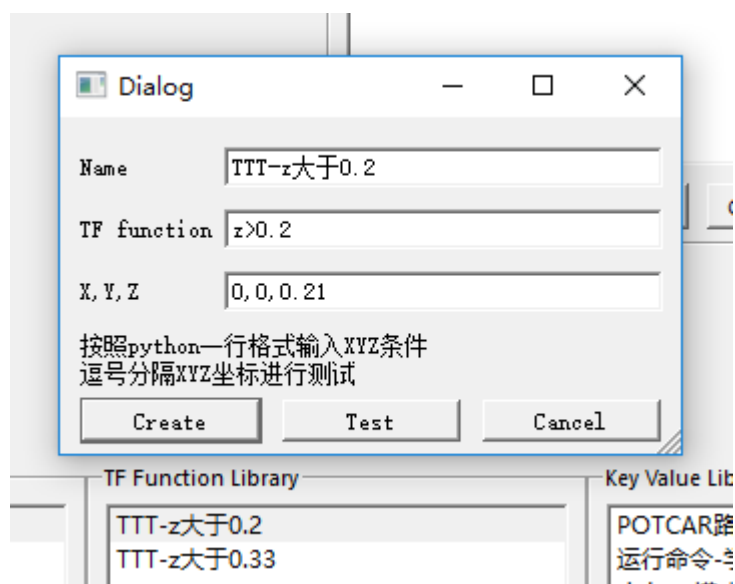 Dialog
Name
TTT-z大于0.2
TF function
z>0.2
X,Y,Z
0,0,0.21
按照python一行格式输入XYZ条件
逗号分隔XYZ坐标进行测试
Create
Test
Cancel
TF Function Library
Key Value Lib
TTT-z大于0.2
POTCAR路
TTT-z大于0.33
运行命令-学